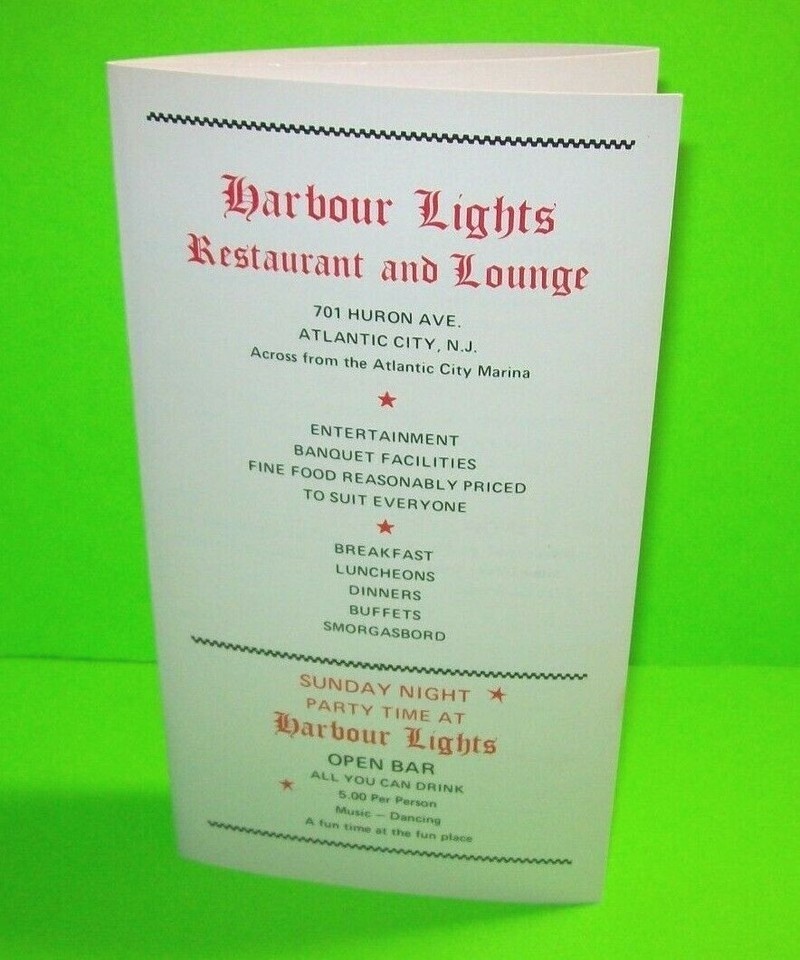 Harbour Lights
Restaurant and Lounge
701 HURON AVE.
ATLANTIC CITY, N.J.
Across from the Atlantic City Marina
ENTERTAINMENT
BANQUET FACILITIES
FINE FOOD REASONABLY PRICED
TO SUIT EVERYONE
BREAKFAST
LUNCHEONS
DINNERS
BUFFETS
SMORGASBORD
SUNDAY NIGHT
PARTY TIME AT
Harbour Lights
OPEN BAR
ALL YOU CAN DRINK
5.00 Per Person
Music — Dancing
A fun time at the fun place